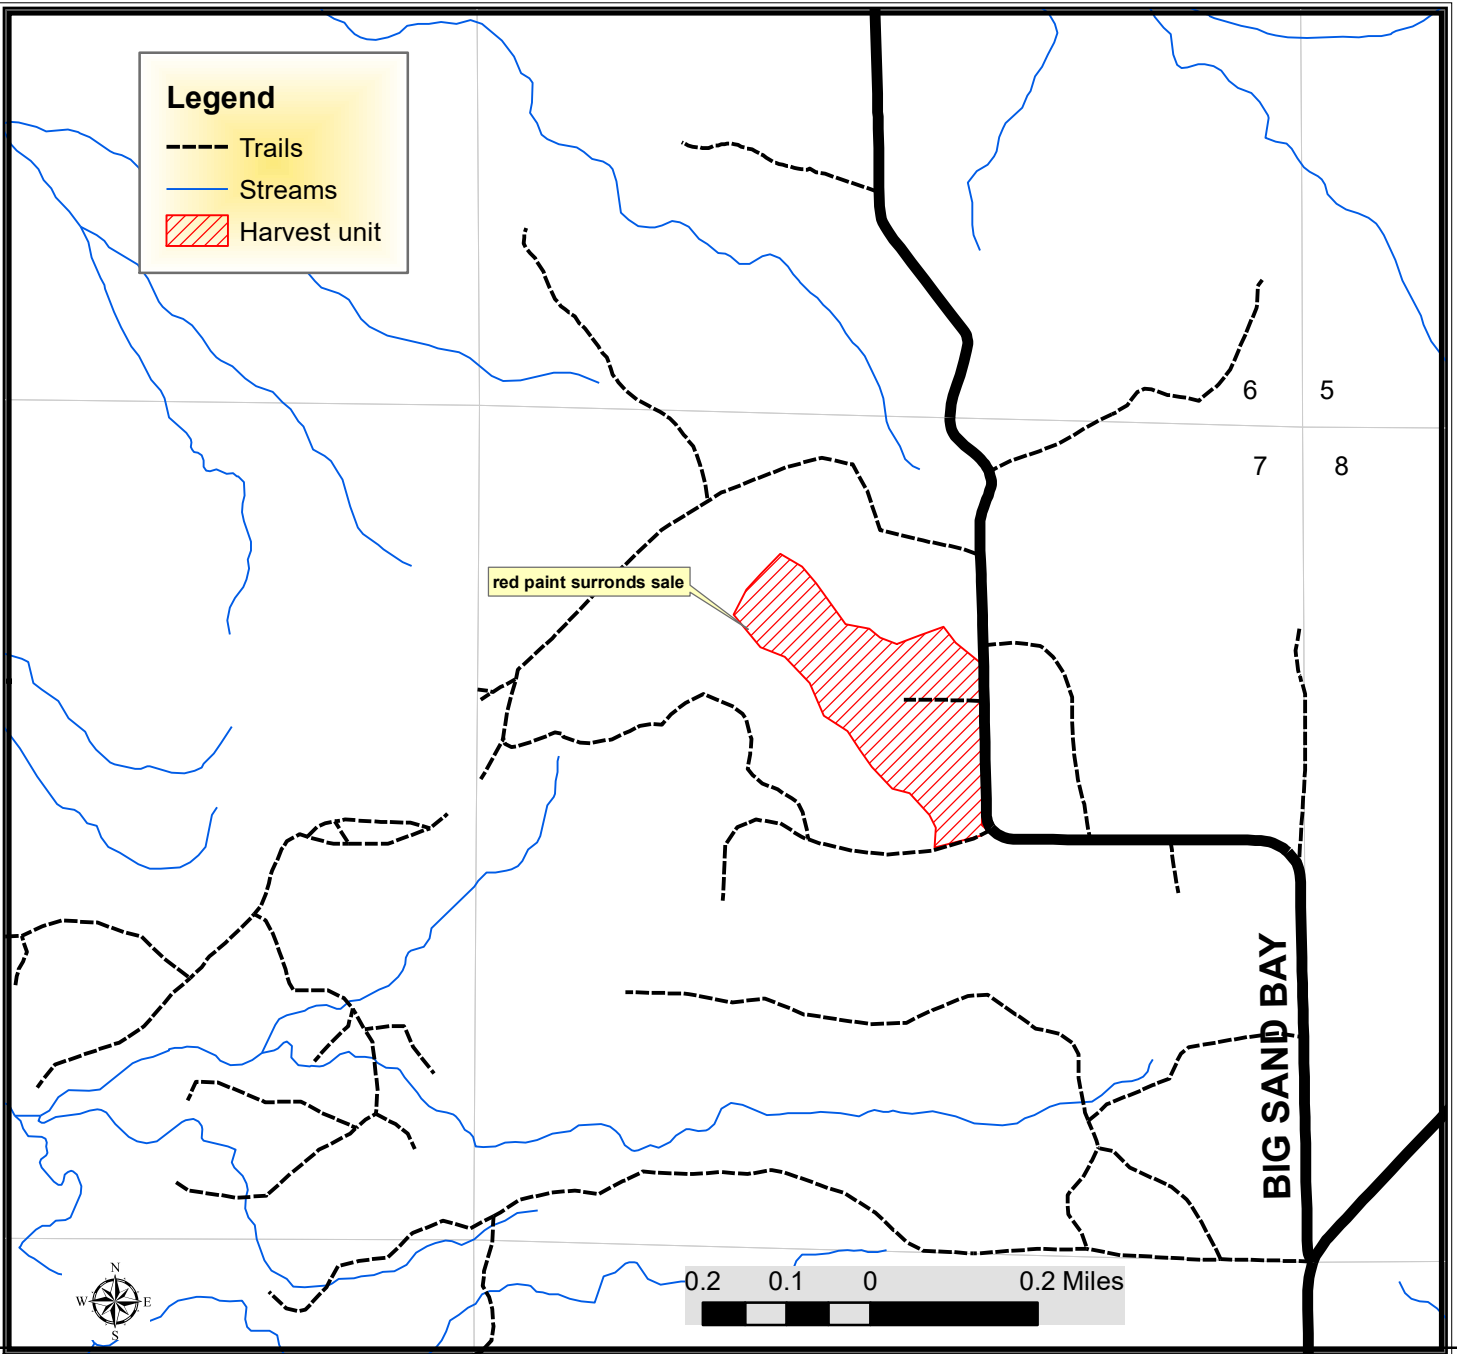 Legend
Trails
Streams
Harvest unit
6 5
7 8
red paint surronds sale
BIG SAND BAY
N
W E
S
0.2 0.1 0 0.2 Miles